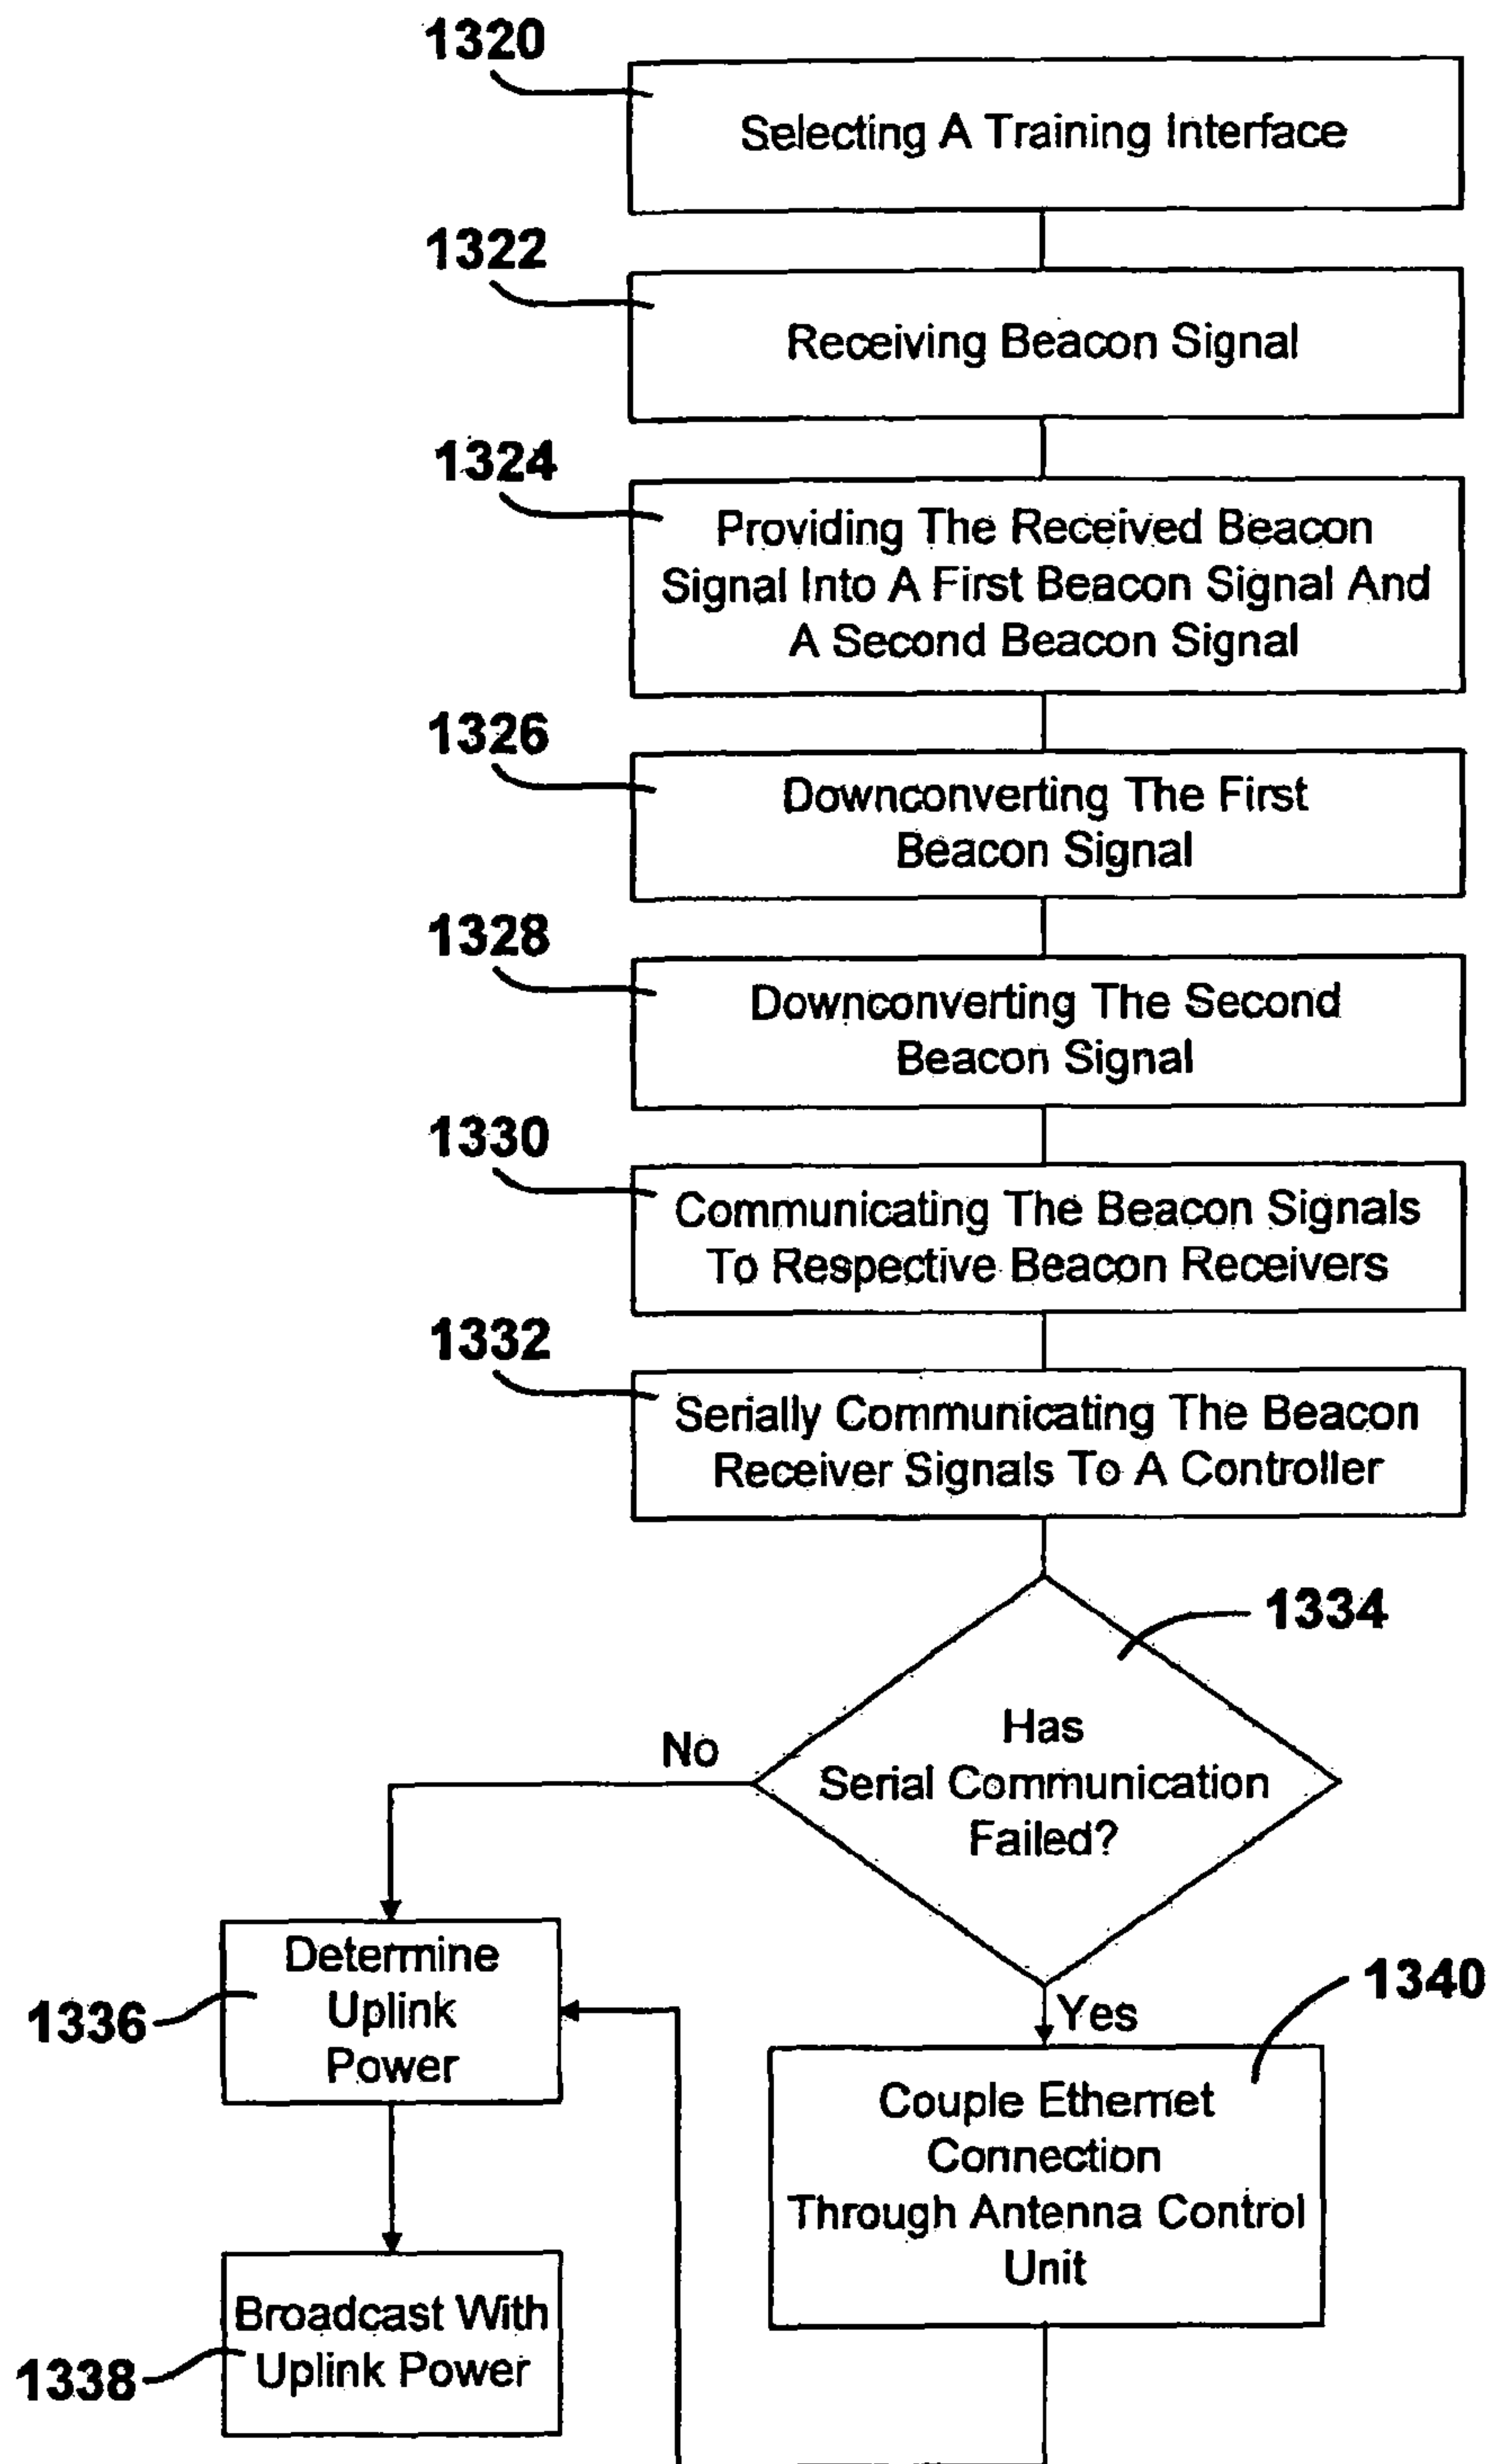 1320
Selecting A Training Interface
1322
Receiving Beacon Signal
1324
Providing The Received Beacon
Signal Into A First Beacon Signal And
A Second Beacon Signal
1326
Downconverting The First
Beacon Signal
1328
Downconverting The Second
Beacon Signal
1330
Communicating The Beacon Signals
To Respective Beacon Receivers
1332
Serially Communicating The Beacon
Receiver Signals To A Controller
1334
Has
Serial Communication
Failed?
No
Yes
Determine
Uplink
Power
1336
1340
Couple Ethernet
Connection
Through Antenna Control
Unit
Broadcast With
Uplink Power
1338